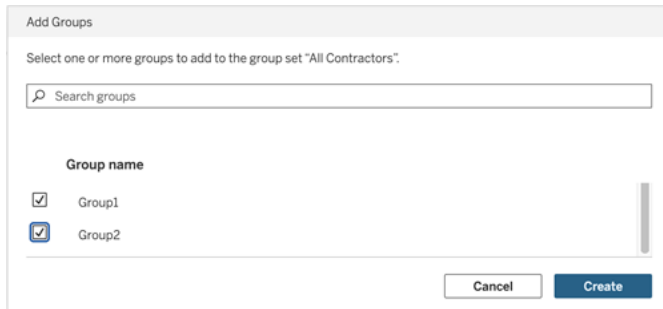 Add Groups
Select one or more groups to add to the group set “All Contractors”.
Search groups
Group name
Group1
Group2
Cancel
Create